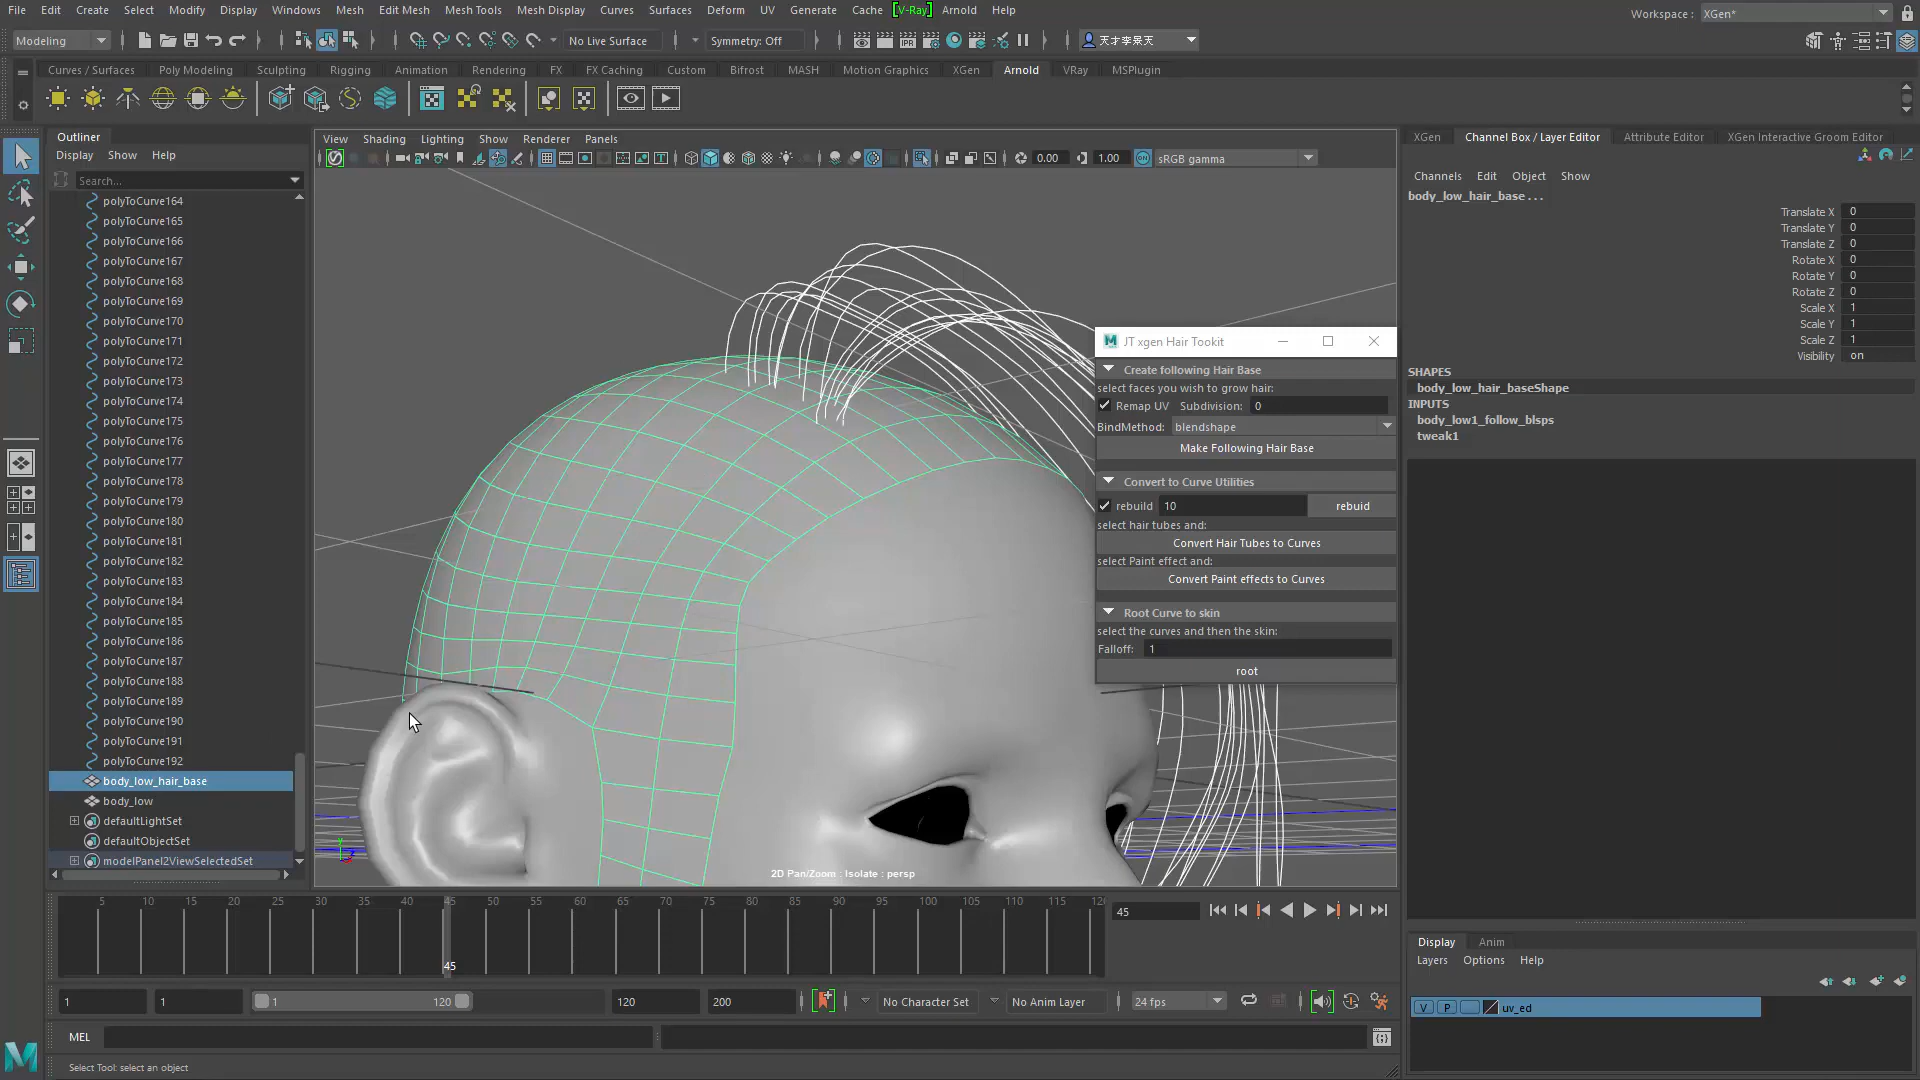 File Edit Create Select Modify Display Windows Mesh Edit Mesh Mesh Tools Mesh Display Curves Surfaces Deform UV Generate Cache [V-Ray] Arnold Help
Workspace : XGen*
Modeling No Live Surface Symmetry: Off 天才李呆天
Curves / Surfaces Poly Modeling Sculpting Rigging Animation Rendering FX FX Caching Custom Bifrost MASH Motion Graphics XGen Arnold VRay MSPlugin
Outliner
Display Show Help
Search...
polyToCurve164
polyToCurve165
polyToCurve166
polyToCurve167
polyToCurve168
polyToCurve169
polyToCurve170
polyToCurve171
polyToCurve172
polyToCurve173
polyToCurve174
polyToCurve175
polyToCurve176
polyToCurve177
polyToCurve178
polyToCurve179
polyToCurve180
polyToCurve181
polyToCurve182
polyToCurve183
polyToCurve184
polyToCurve185
polyToCurve186
polyToCurve187
polyToCurve188
polyToCurve189
polyToCurve190
polyToCurve191
polyToCurve192
body_low_hair_base
body_low
defaultLightSet
defaultObjectSet
modelPanel2ViewSelectedSet
View Shading Lighting Show Renderer Panels
0.00 1.00 ON sRGB gamma
2D Pan/Zoom : Isolate : persp
JT xgen Hair Tookit
Create following Hair Base
select faces you wish to grow hair:
Remap UV Subdivision: 0
BindMethod: blendshape
Make Following Hair Base
Convert to Curve Utilities
rebuild 10 rebuid
select hair tubes and:
Convert Hair Tubes to Curves
select Paint effect and:
Convert Paint effects to Curves
Root Curve to skin
select the curves and then the skin:
Falloff: 1
root
XGen Channel Box / Layer Editor Attribute Editor XGen Interactive Groom Editor
Channels Edit Object Show
body_low_hair_base . . .
Translate X 0
Translate Y 0
Translate Z 0
Rotate X 0
Rotate Y 0
Rotate Z 0
Scale X 1
Scale Y 1
Scale Z 1
Visibility on
SHAPES
body_low_hair_baseShape
INPUTS
body_low1_follow_blsps
tweak1
Display Anim
Layers Options Help
V P uv_ed
5 10 15 20 25 30 35 40 45 50 55 60 65 70 75 80 85 90 95 100 105 110 115 12
45
45
1 1 1 120 120 200 No Character Set No Anim Layer 24 fps
MEL
Select Tool: select an object